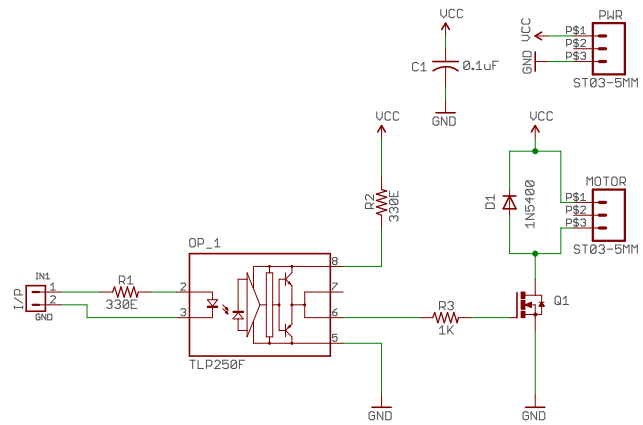 VCC
PWR
VCC
P$1
P$2
GND
P$3
C1
0.1uF
ST03-5MM
GND
VCC
VCC
R2
330E
D1
1N5400
MOTOR
P$1
P$2
P$3
ST03-5MM
OP_1
8
I/P
IN1
1
2
GND
R1
330E
2
3
7
6
5
R3
1K
Q1
TLP250F
GND
GND